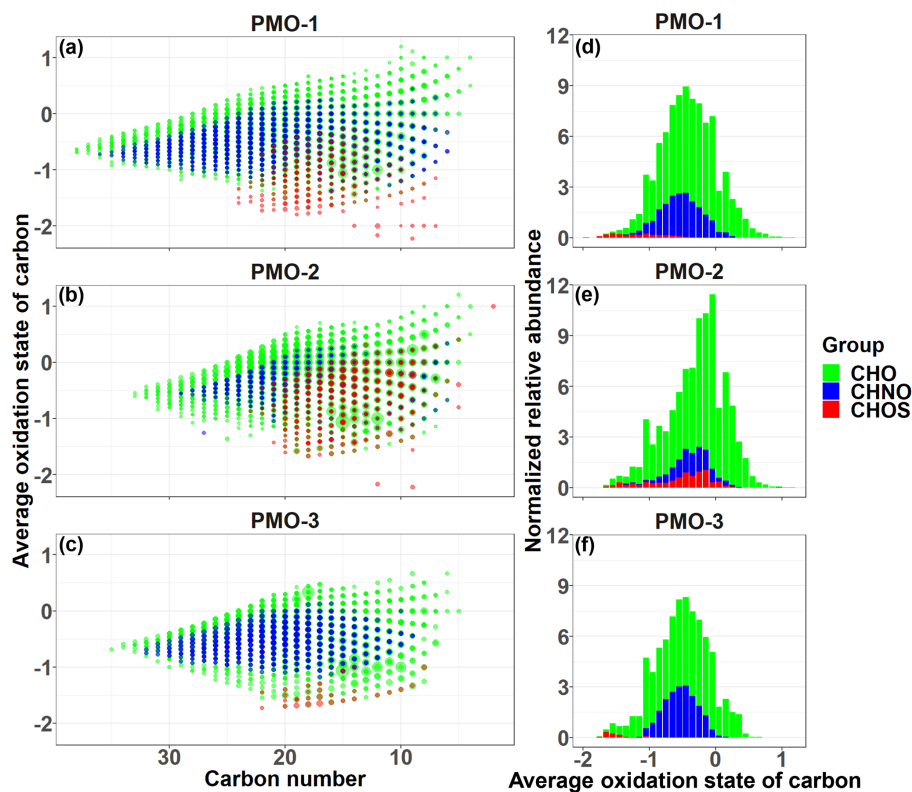 PMO-1
(a)
1
0
-1
-2
PMO-2
(b)
1
0
-1
-2
PMO-3
(c)
1
0
-1
-2
30
20
10
Carbon number
Average oxidation state of carbon
PMO-1
(d)
12
9
6
3
0
PMO-2
(e)
12
9
6
3
0
PMO-3
(f)
12
9
6
3
0
-2
-1
0
1
Average oxidation state of carbon
Normalized relative abundance
Group
CHO
CHNO
CHOS